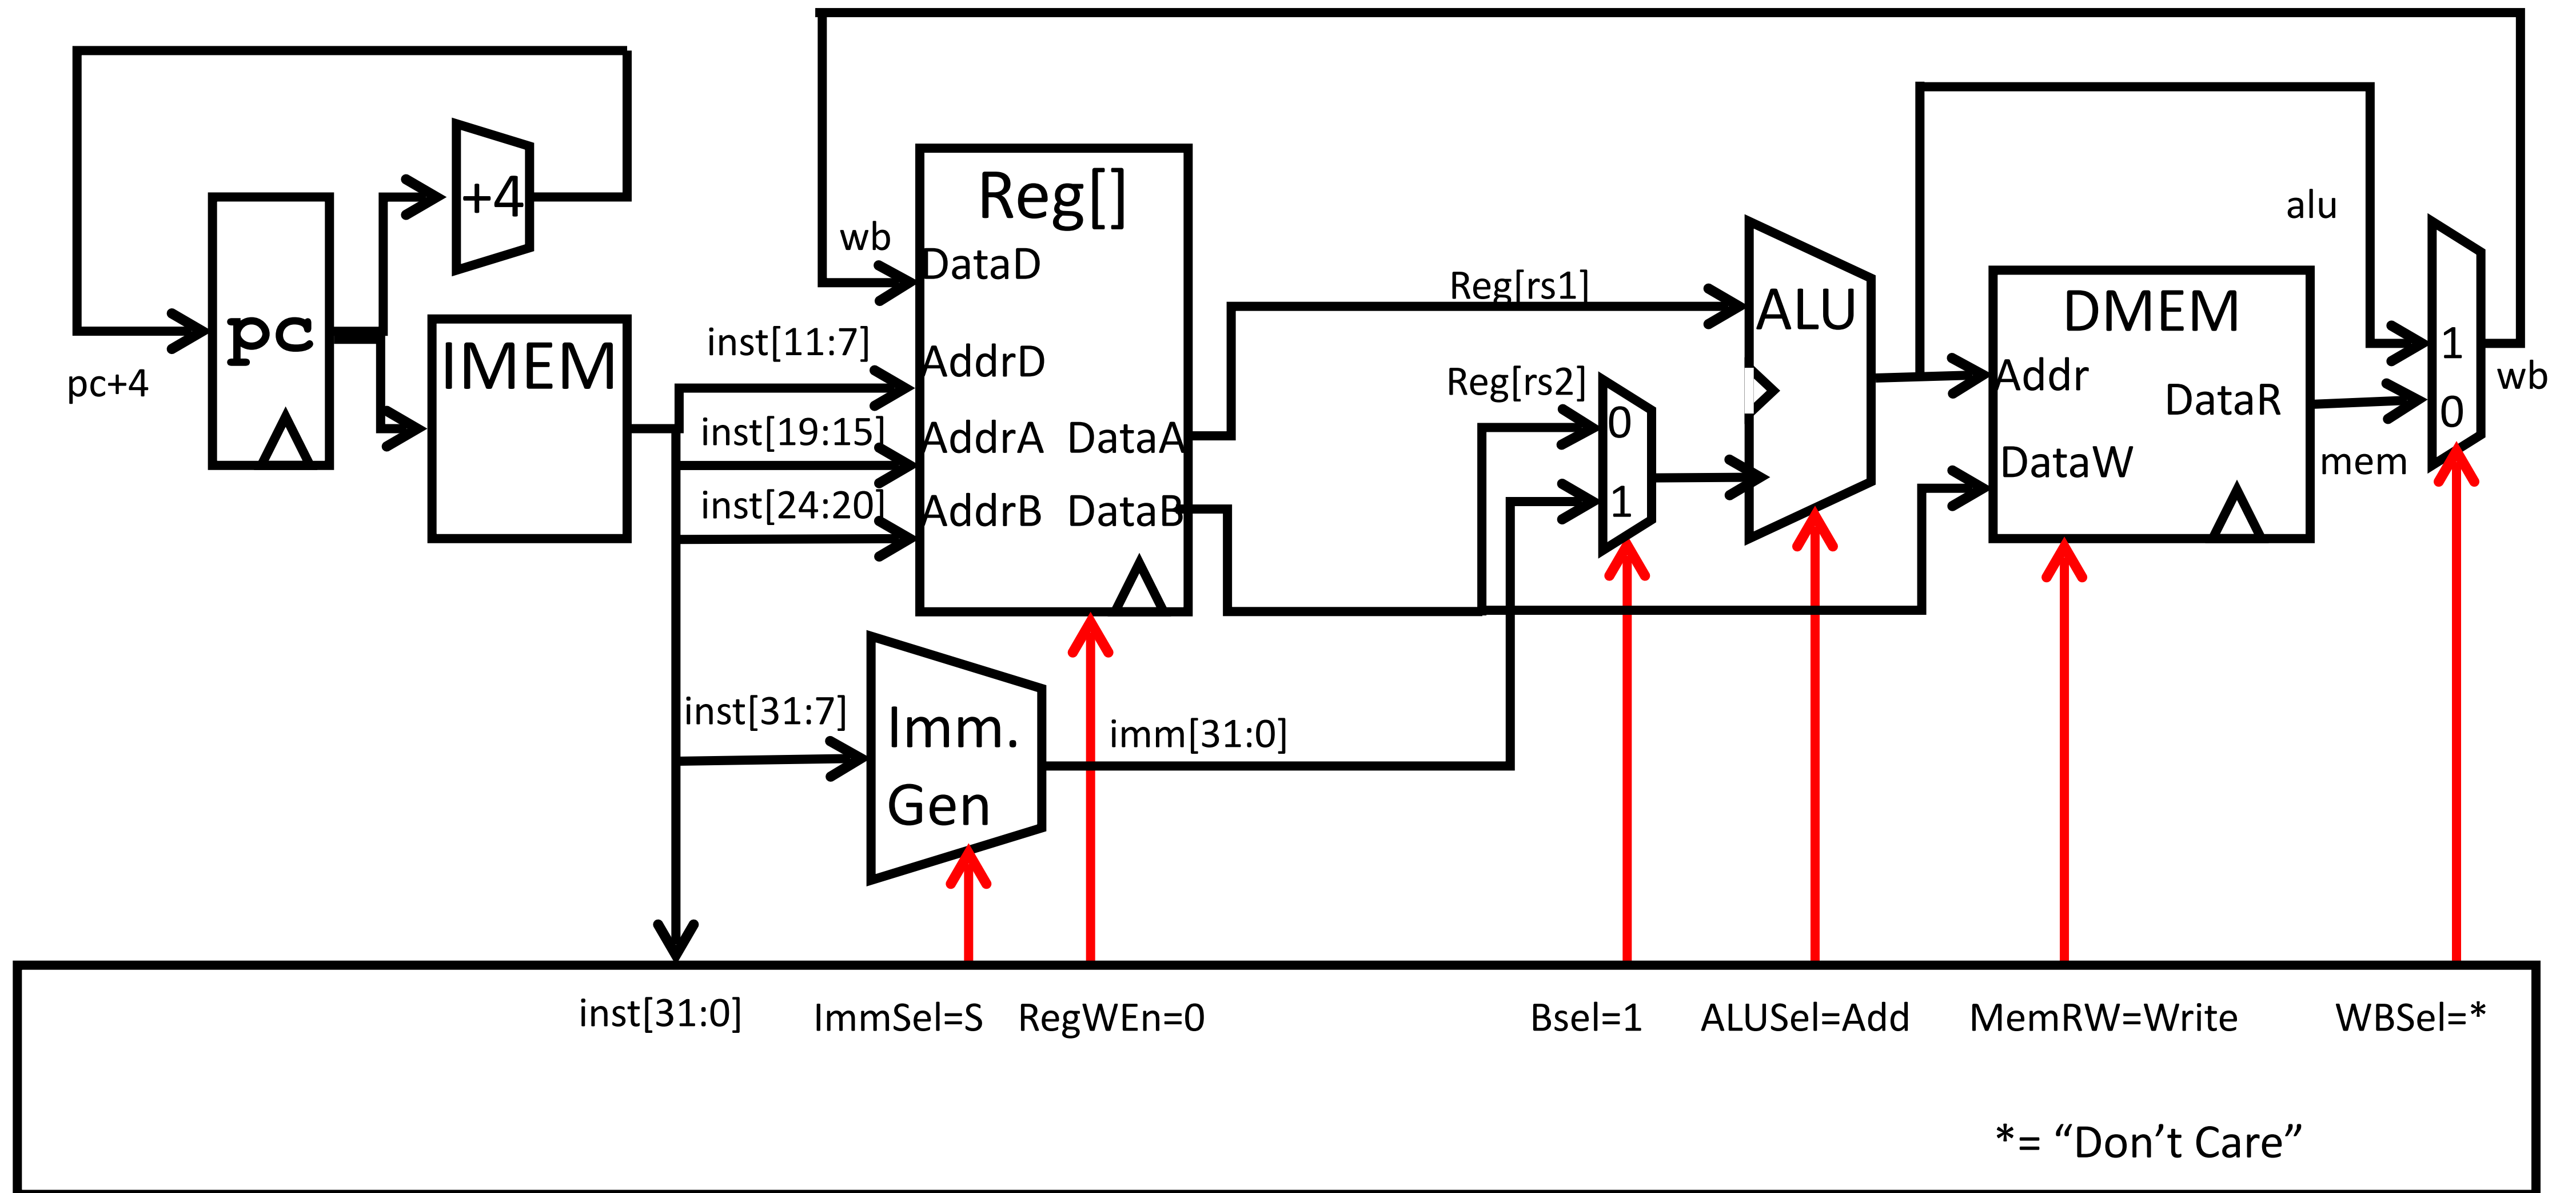 +4
pc
pc+4
IMEM
wb
Reg[]
DataD
inst[11:7]
AddrD
inst[19:15]
AddrA DataA
inst[24:20]
AddrB DataB
inst[31:7]
Imm.
Gen
imm[31:0]
Reg[rs1]
Reg[rs2]
0
1
ALU
DMEM
Addr
DataR
DataW
alu
mem
1
0
wb
inst[31:0] ImmSel=S RegWEn=0 Bsel=1 ALUSel=Add MemRW=Write WBSel=*
*= “Don’t Care”